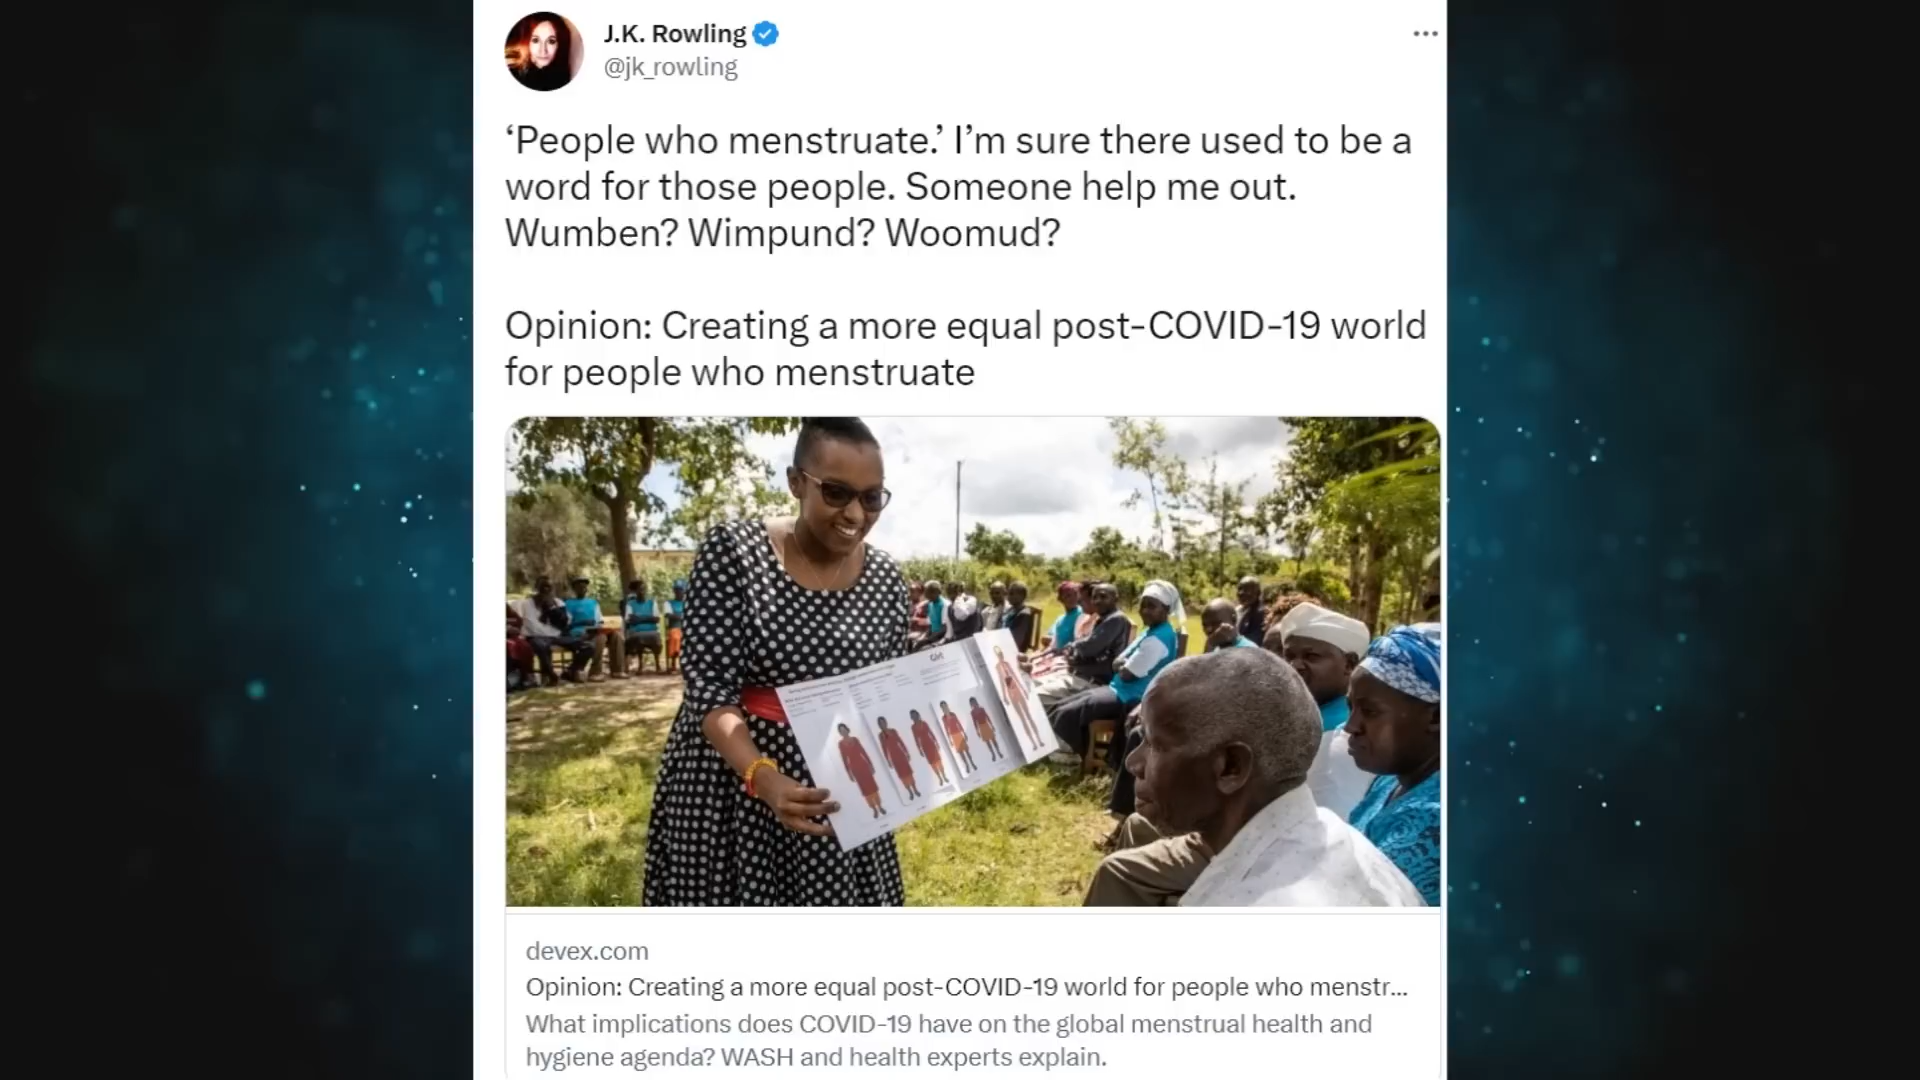 J.K. Rowling
@jk_rowling
‘People who menstruate.’ I’m sure there used to be a
word for those people. Someone help me out.
Wumben? Wimpund? Woomud?
Opinion: Creating a more equal post-COVID-19 world
for people who menstruate
devex.com
Opinion: Creating a more equal post-COVID-19 world for people who menstr...
What implications does COVID-19 have on the global menstrual health and
hygiene agenda? WASH and health experts explain.